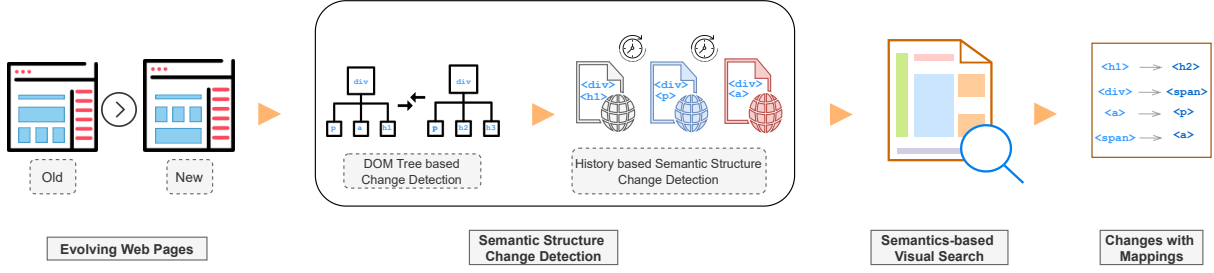 Old
New
Evolving Web Pages
div
p a h1
div
p h2 h3
DOM Tree based
Change Detection
<div>
<h1>
<div>
<p>
<div>
<a>
History based Semantic Structure
Change Detection
Semantic Structure
Change Detection
Semantics-based
Visual Search
<h1> <h2>
<div> <span>
<a> <p>
<span> <a>
Changes with
Mappings